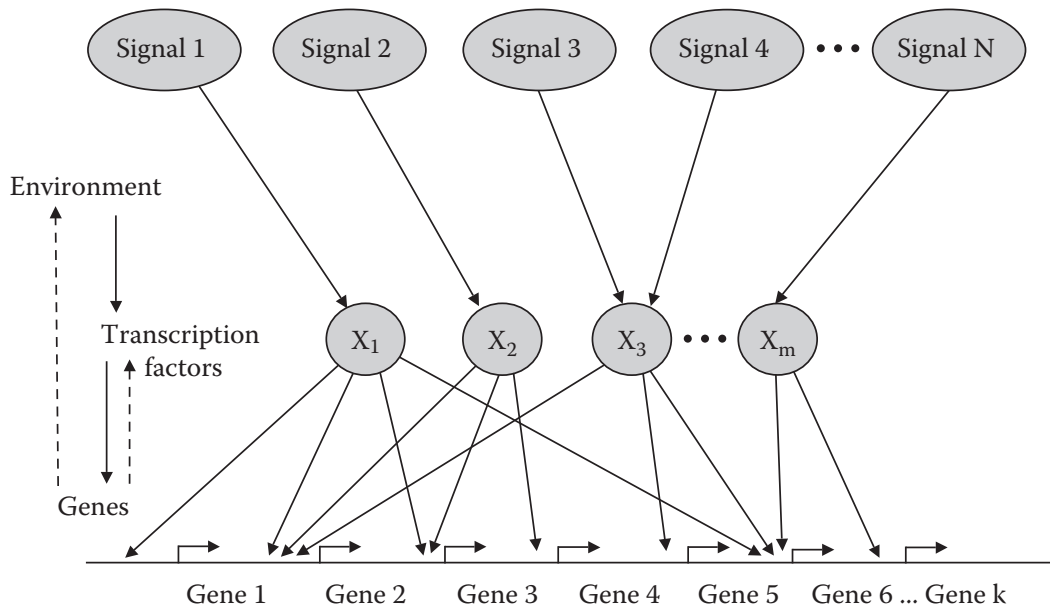 Signal 1 Signal 2 Signal 3 Signal 4 ••• Signal N
Environment
Transcription
factors
X1 X2 X3 ••• Xm
Genes
Gene 1 Gene 2 Gene 3 Gene 4 Gene 5 Gene 6 ... Gene k